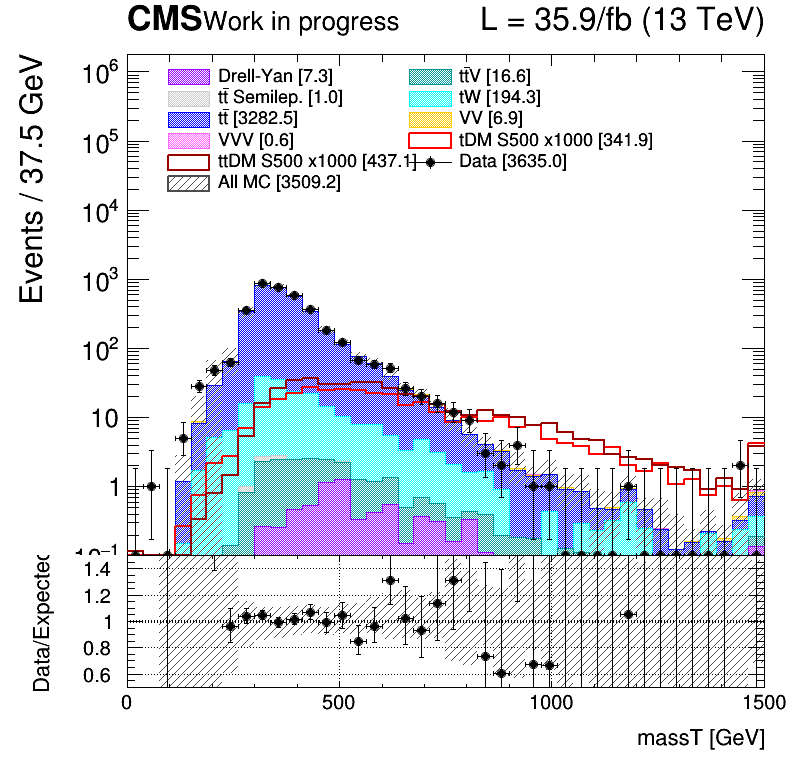 CMS Work in progress L = 35.9/fb (13 TeV)
Events / 37.5 GeV
10⁶
10⁵
10⁴
10³
10²
10
1
10⁻¹
Drell-Yan [7.3]
tt̄V [16.6]
tt̄ Semilep. [1.0]
tW [194.3]
tt̄ [3282.5]
VV [6.9]
VVV [0.6]
tDM S500 x1000 [341.9]
ttDM S500 x1000 [437.1]
Data [3635.0]
All MC [3509.2]
Data/Expected
1.4
1.2
1
0.8
0.6
0 500 1000 1500
massT [GeV]